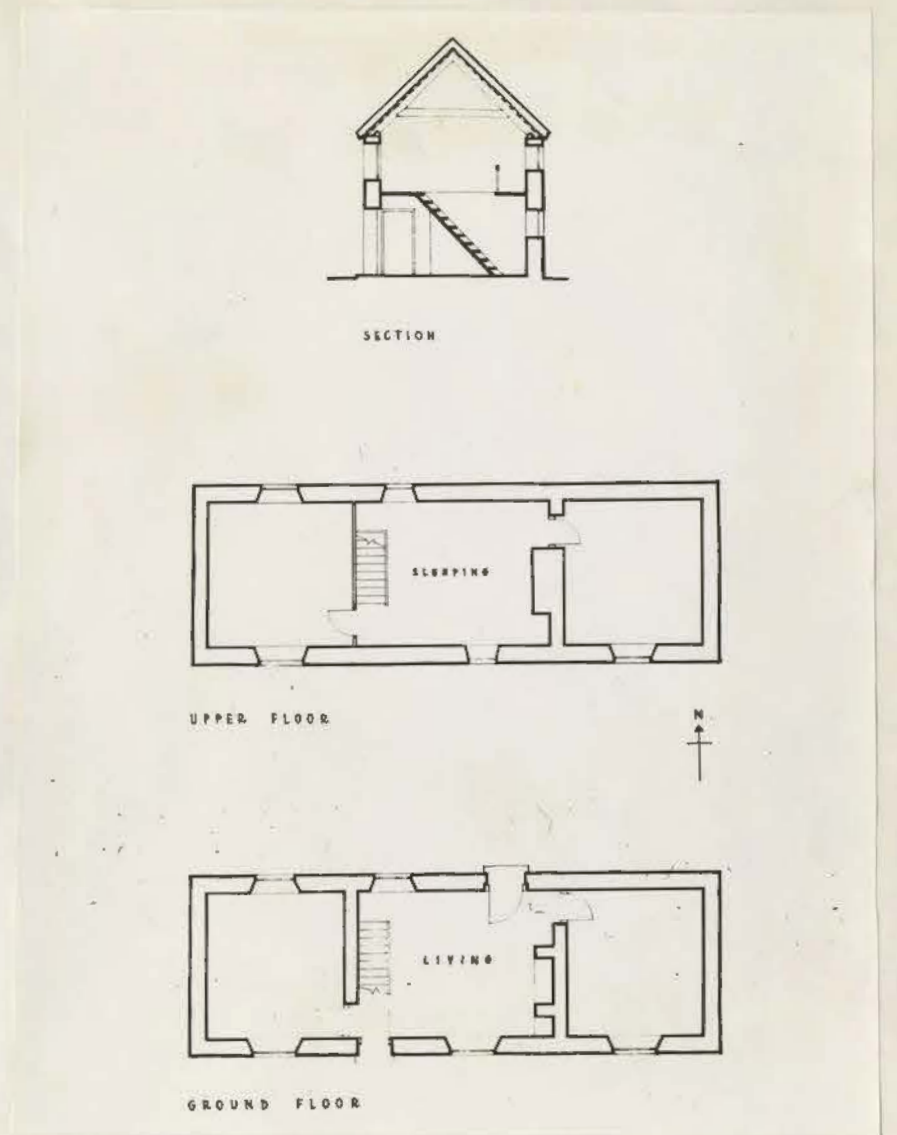 SECTION
SLEEPING
UPPER FLOOR
N
LIVING
GROUND FLOOR